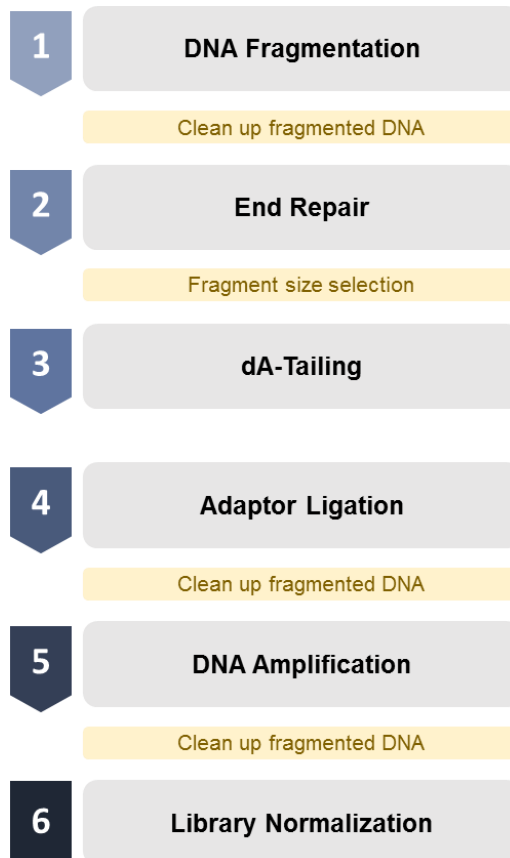 1
DNA Fragmentation
Clean up fragmented DNA
2
End Repair
Fragment size selection
3
dA-Tailing
4
Adaptor Ligation
Clean up fragmented DNA
5
DNA Amplification
Clean up fragmented DNA
6
Library Normalization